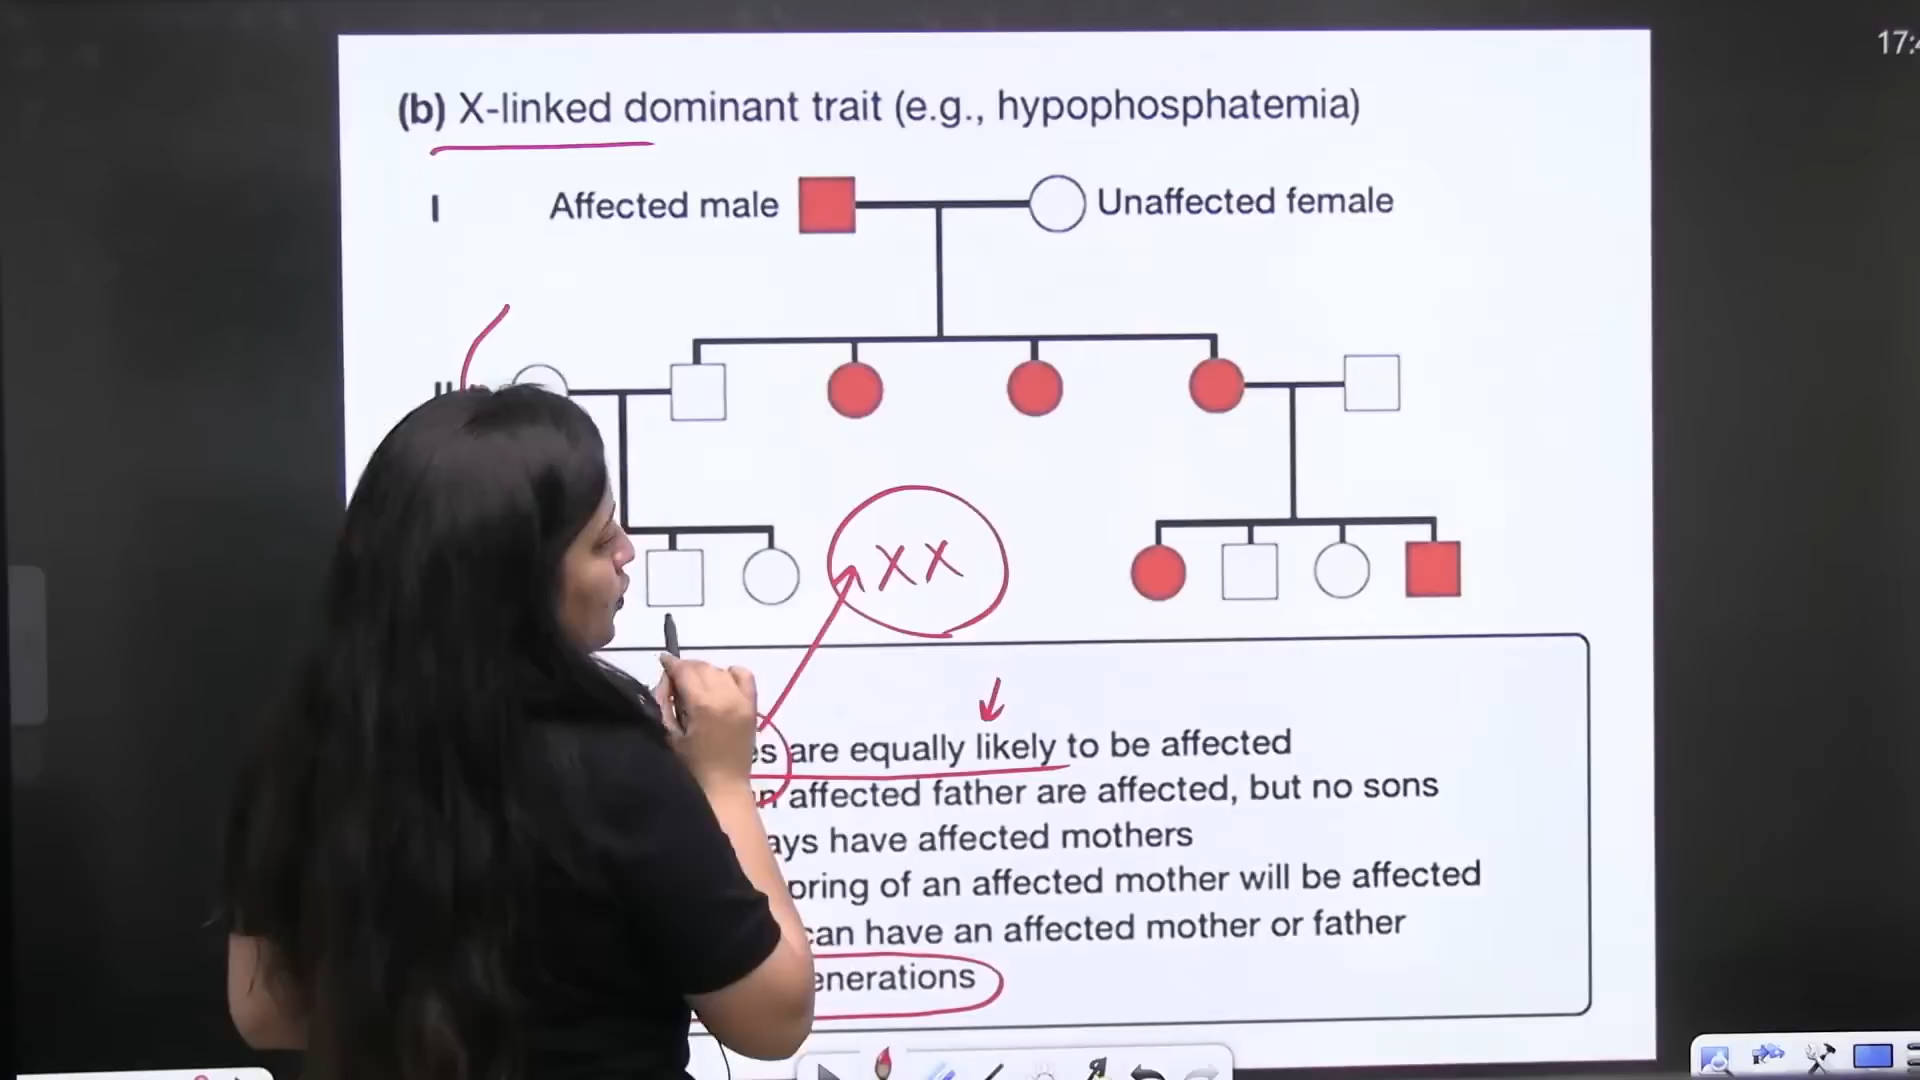 17:
(b) X-linked dominant trait (e.g., hypophosphatemia)
I Affected male Unaffected female
II
XX
are equally likely to be affected
affected father are affected, but no sons
have affected mothers
of an affected mother will be affected
can have an affected mother or father
enerations